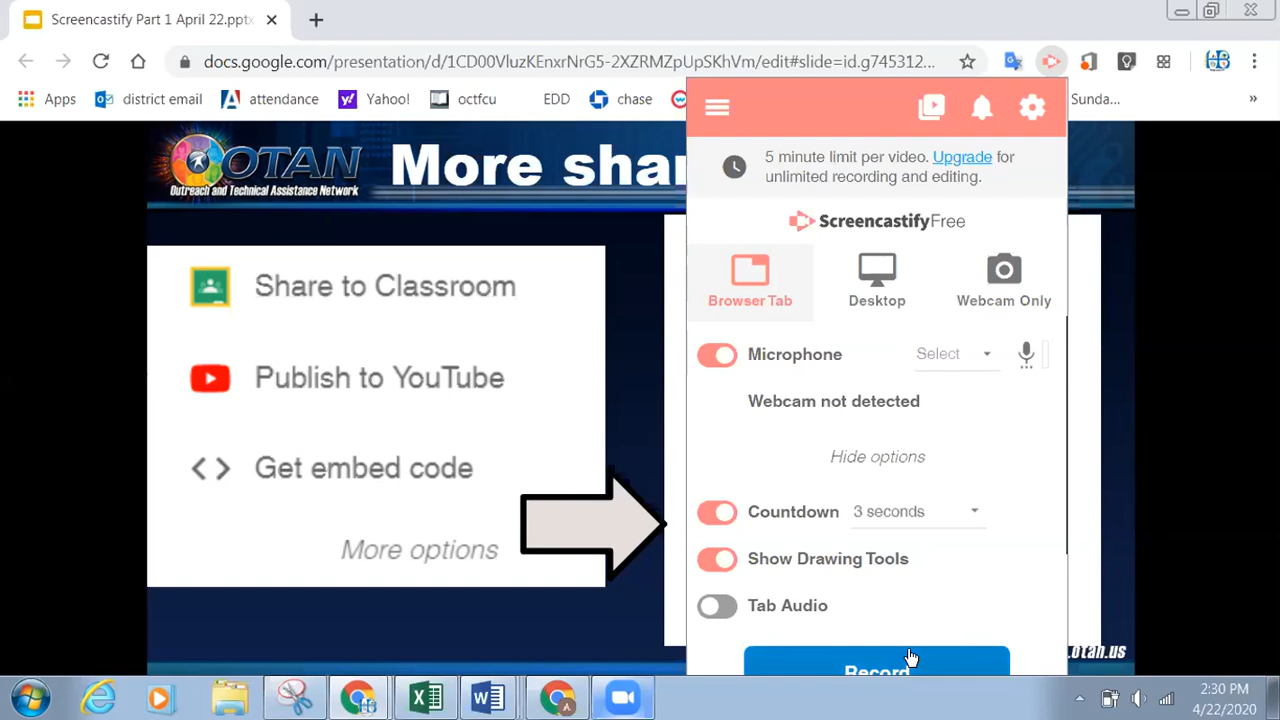 Screencastify Part 1 April 22.pptx
docs.google.com/presentation/d/1CD00VluzKEnxrNrG5-2XZRMZpUpSKhVm/edit#slide=id.g745312...
Apps
district email
attendance
Yahoo
octfcu
EDD
chase
Sunda...
»
OTAN
Outreach and Technical Assistance Network
More shar
5 minute limit per video. Upgrade for
unlimited recording and editing.
Screencastify Free
Browser Tab
Desktop
Webcam Only
Microphone
Select
Webcam not detected
Hide options
Countdown
3 seconds
Show Drawing Tools
Tab Audio
Record
Share to Classroom
Publish to YouTube
Get embed code
More options
.otan.us
2:30 PM
4/22/2020